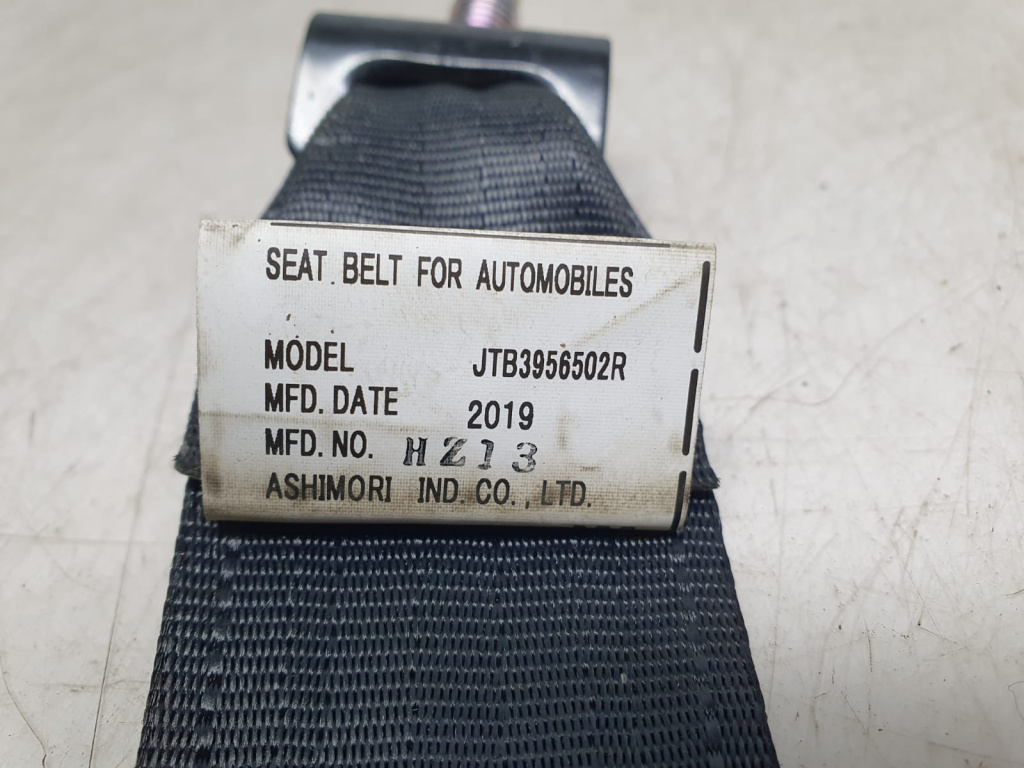 SEAT BELT FOR AUTOMOBILES
MODEL JTB3956502R
MFD. DATE 2019
MFD. NO. HZ13
ASHIMORI IND. CO., LTD.